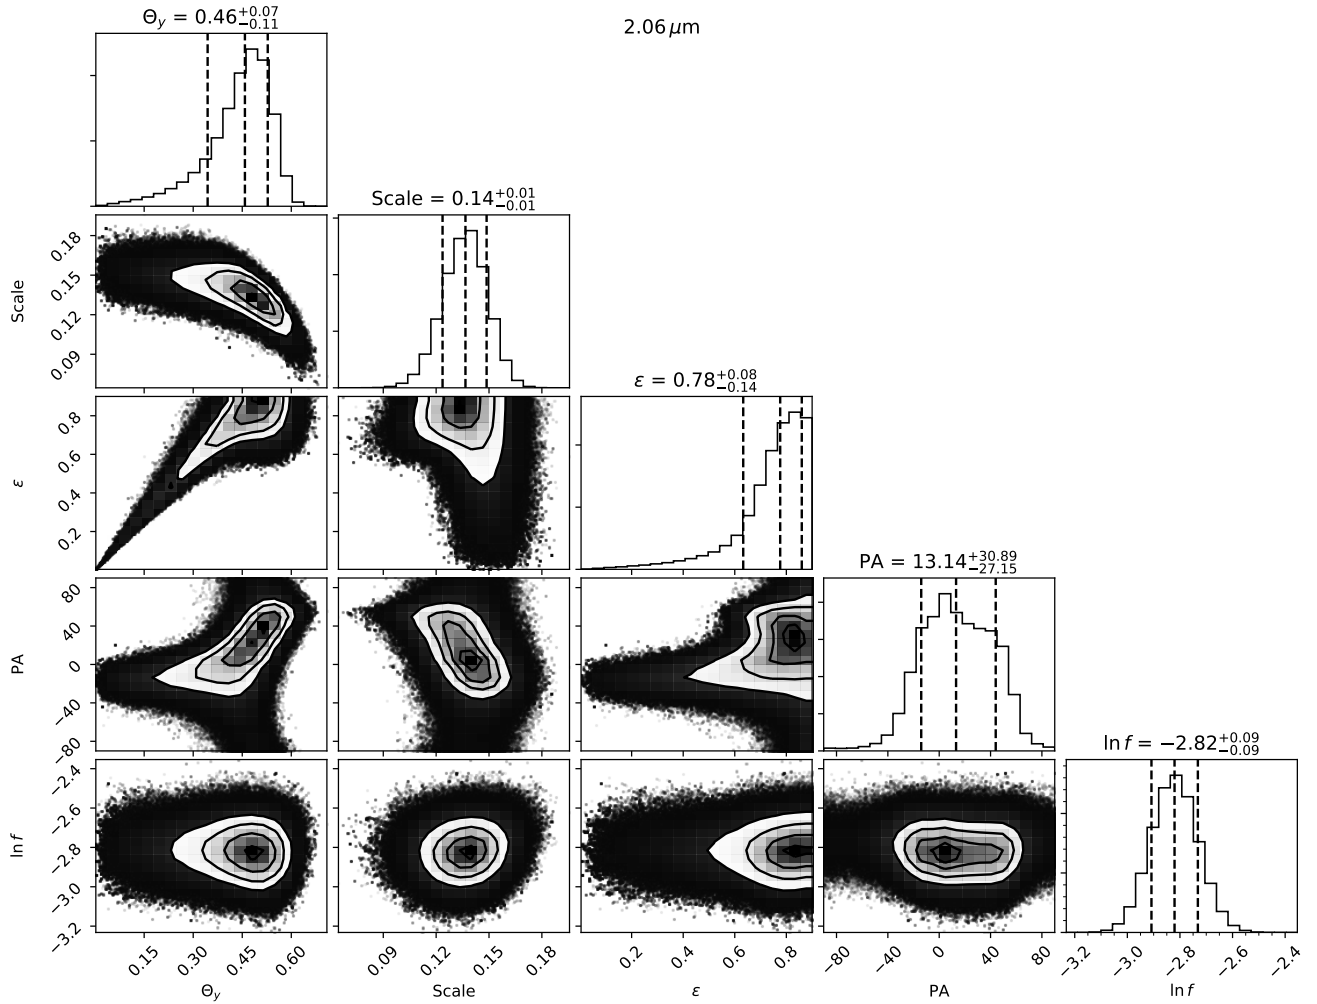 Θ_y = 0.46^{+0.07}_{−0.11}
2.06 μm
Scale = 0.14^{+0.01}_{−0.01}
0.18
0.15
0.12
0.09
Scale
ε = 0.78^{+0.08}_{−0.14}
0.8
0.6
0.4
0.2
ε
PA = 13.14^{+30.89}_{−27.15}
80
40
0
−40
−80
PA
ln f = −2.82^{+0.09}_{−0.09}
−2.4
−2.6
−2.8
−3.0
−3.2
ln f
0.15 0.30 0.45 0.60
Θ_y
0.09 0.12 0.15 0.18
Scale
0.2 0.4 0.6 0.8
ε
−80 −40 0 40 80
PA
−3.2 −3.0 −2.8 −2.6 −2.4
ln f